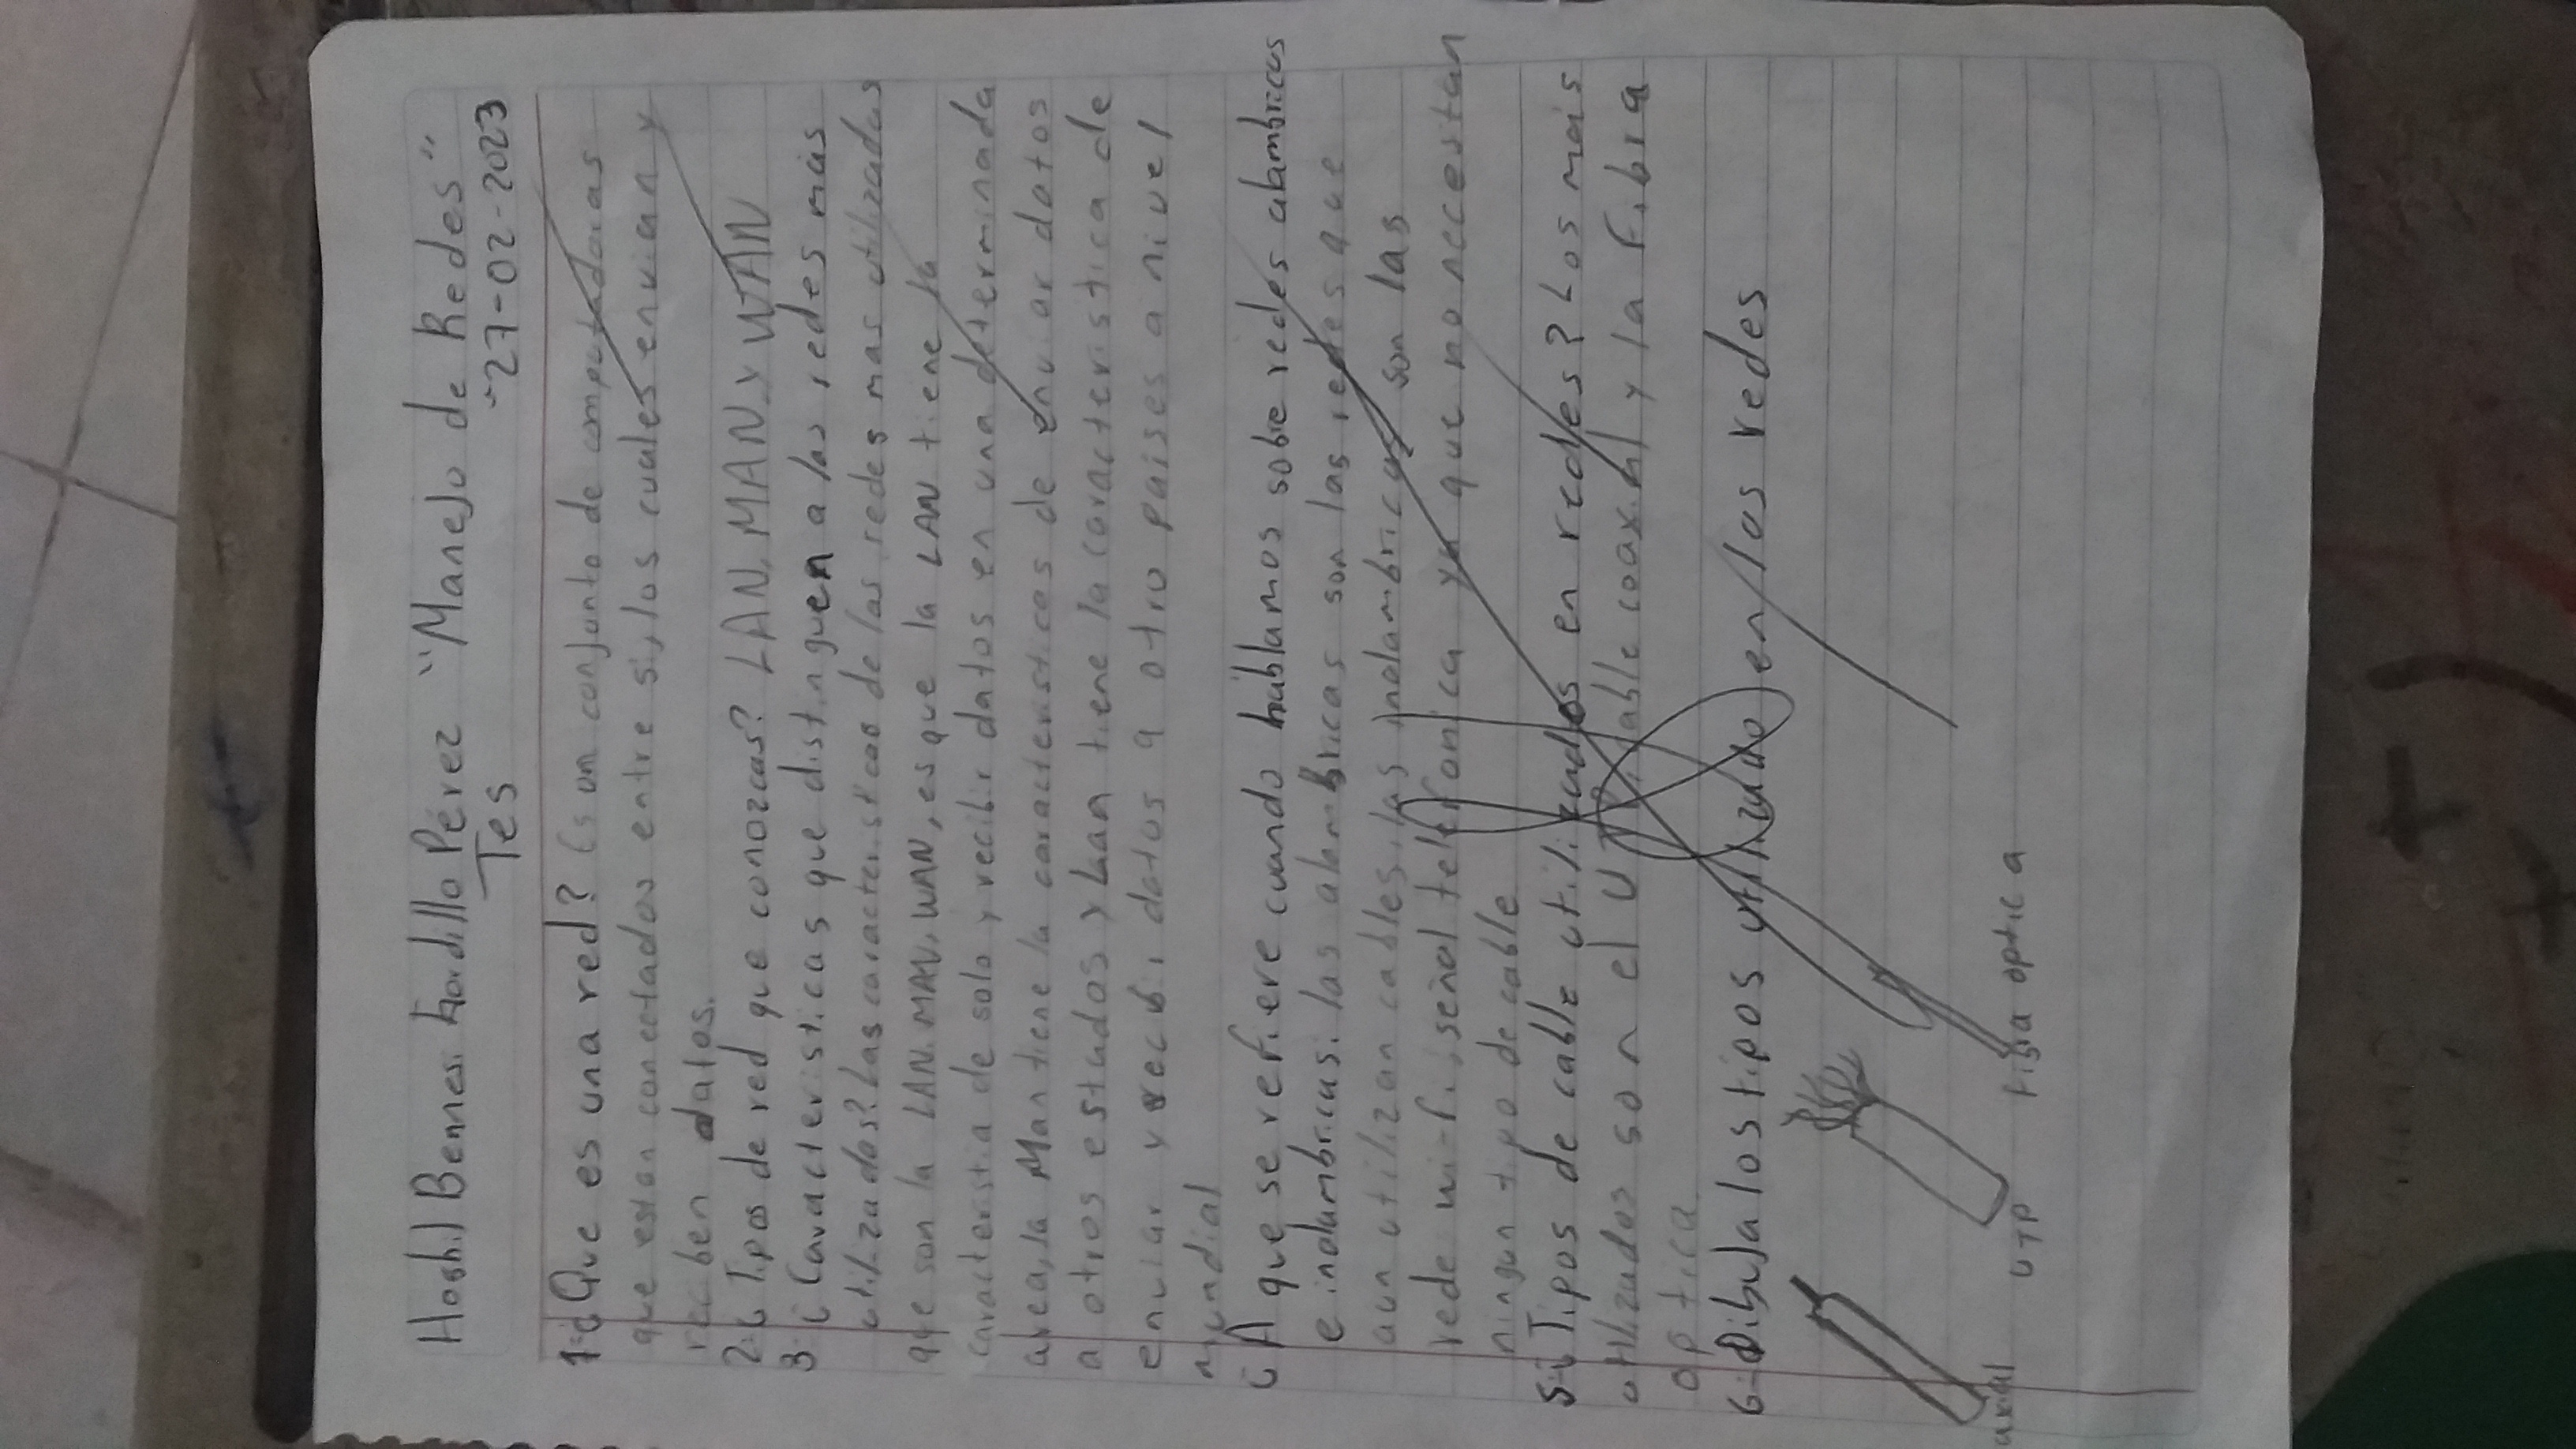 Hoshil Bennesi Gordillo Pérez "Manejo de Redes"
Tes 27-02-2023
1.¿Que es una red? Es un conjunto de computadoras
que estan conectados entre si, los cuales envian y
reciben datos.
2.¿Tipos de red que conozcas? LAN, MAN y WAN
3.¿Caracteristicas que distinguen a las redes más
utilizadas? Las caracteristicas de las redes mas utilizadas
que son la LAN, MAN, WAN, es que la LAN tiene la
caracteristia de solo y recibir datos en una determinada
area, la Man tiene la caracteristicas de enviar datos
a otros estados y tiene la caracteristica de
enviar y recibi datos a otro paises a nivel
mundial
¿A que se refiere cuando hablamos sobre redes alambricas
e inalambricas. las alambricas son las redes que
aun utilizan cables, las inalambricas son las
rede wi-fi, señal telefonica ya que no necestan
ningun tipo de cable
5.¿Tipos de cable utilizados en redes? Los más
utilizados son el UTP, cable coaxial y la fibra
optica.
6-Dibuja los tipos utilizado en las redes
axial UTP fibra optica